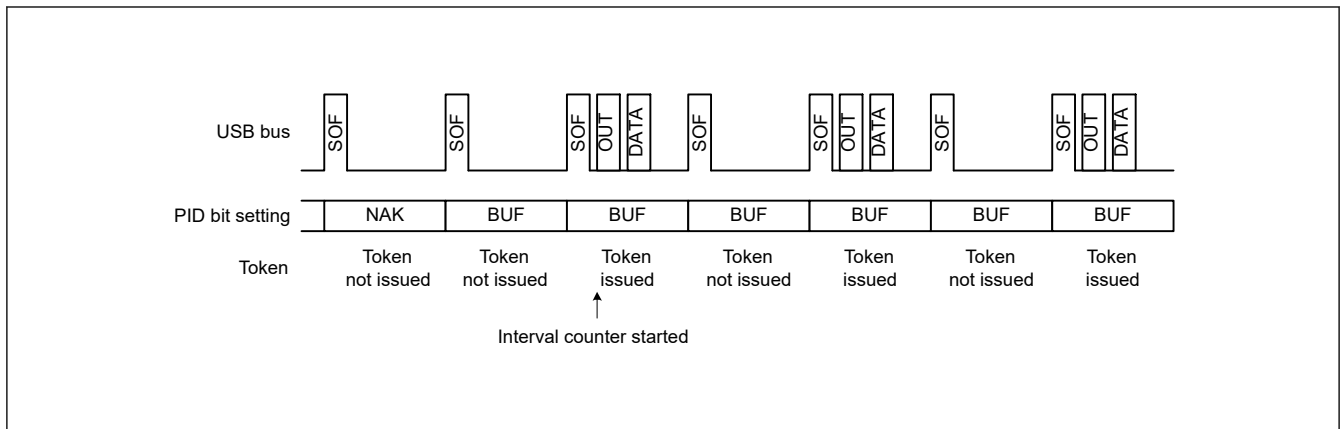 USB bus
SOF SOF SOF OUT DATA SOF SOF OUT DATA SOF SOF OUT DATA
PID bit setting NAK BUF BUF BUF BUF BUF BUF
Token Token Token Token Token Token Token Token
not issued not issued issued not issued issued not issued issued
Interval counter started